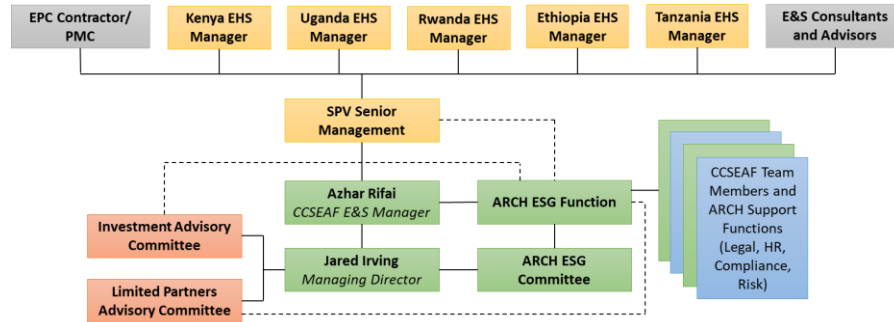 EPC Contractor/
PMC
Kenya EHS
Manager
Uganda EHS
Manager
Rwanda EHS
Manager
Ethiopia EHS
Manager
Tanzania EHS
Manager
E&S Consultants
and Advisors
SPV Senior
Management
Azhar Rifai
CCSEAF E&S Manager
ARCH ESG Function
CCSEAF Team
Members and
ARCH Support
Functions
(Legal, HR,
Compliance,
Risk)
Investment Advisory
Committee
Jared Irving
Managing Director
ARCH ESG
Committee
Limited Partners
Advisory Committee